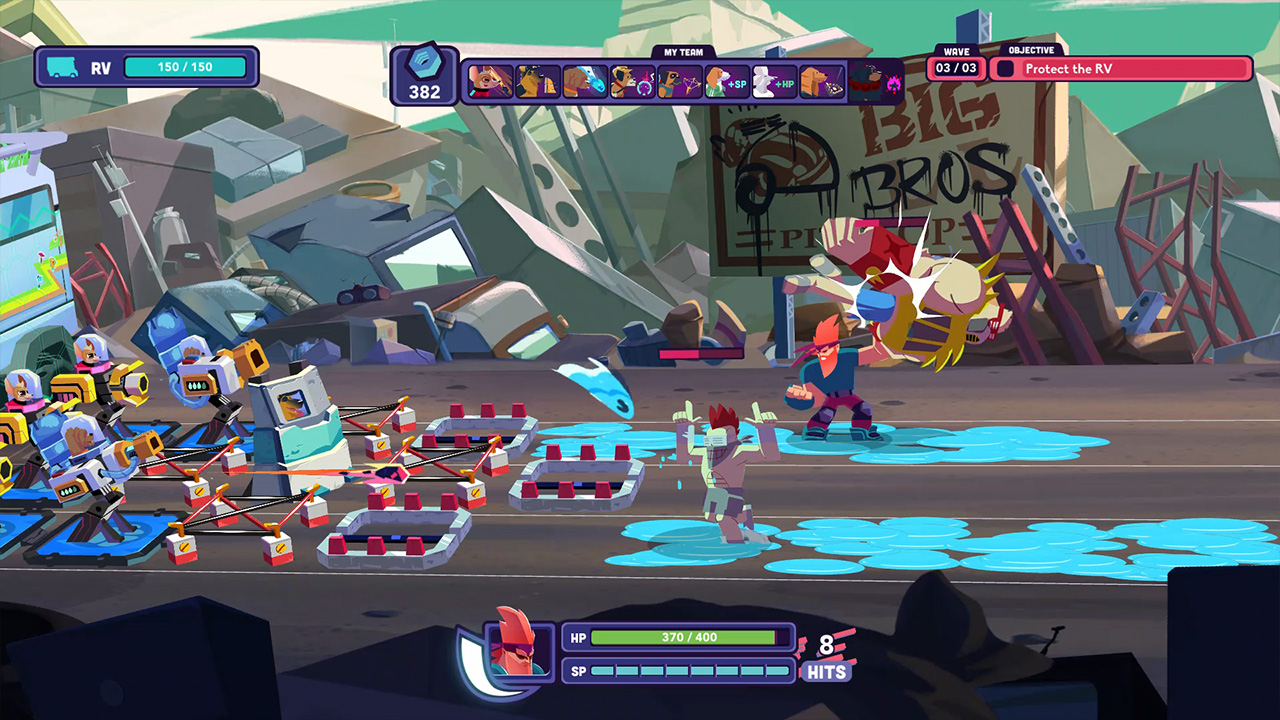 RV 150 / 150
382
MY TEAM
+SP
+HP
WAVE
03 / 03
OBJECTIVE
Protect the RV
BIG
BROS
HP 370 / 400
SP
8
HITS